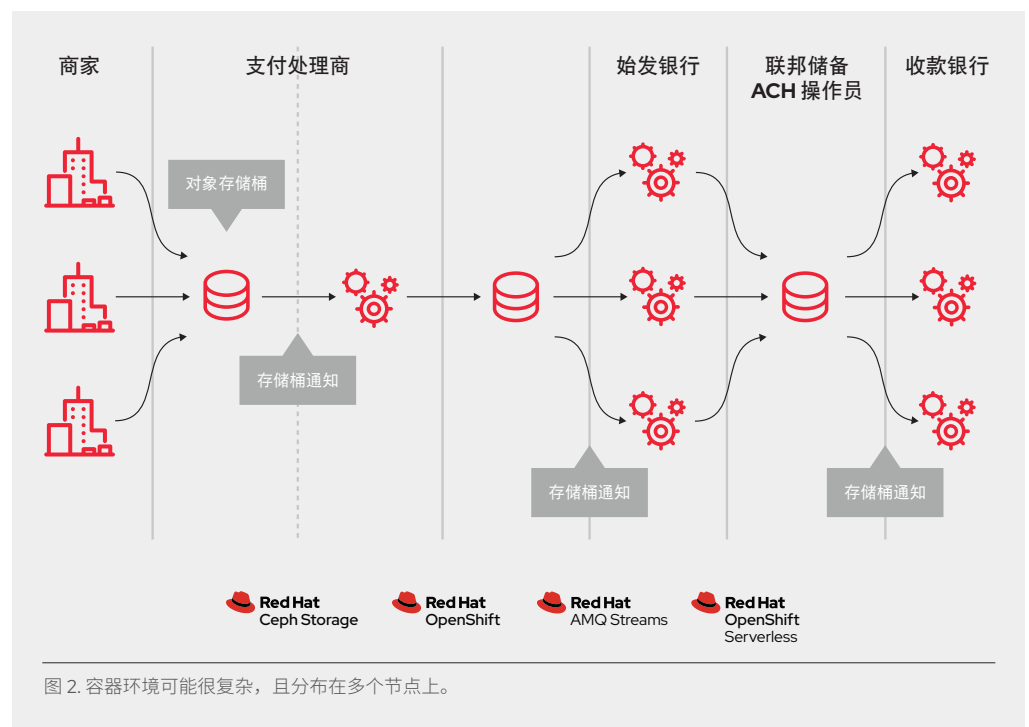 商家
支付处理商
始发银行
联邦储备
ACH 操作员
收款银行
对象存储桶
存储桶通知
存储桶通知
存储桶通知
Red Hat
Ceph Storage
Red Hat
OpenShift
Red Hat
AMQ Streams
Red Hat
OpenShift
Serverless
图 2. 容器环境可能很复杂，且分布在多个节点上。